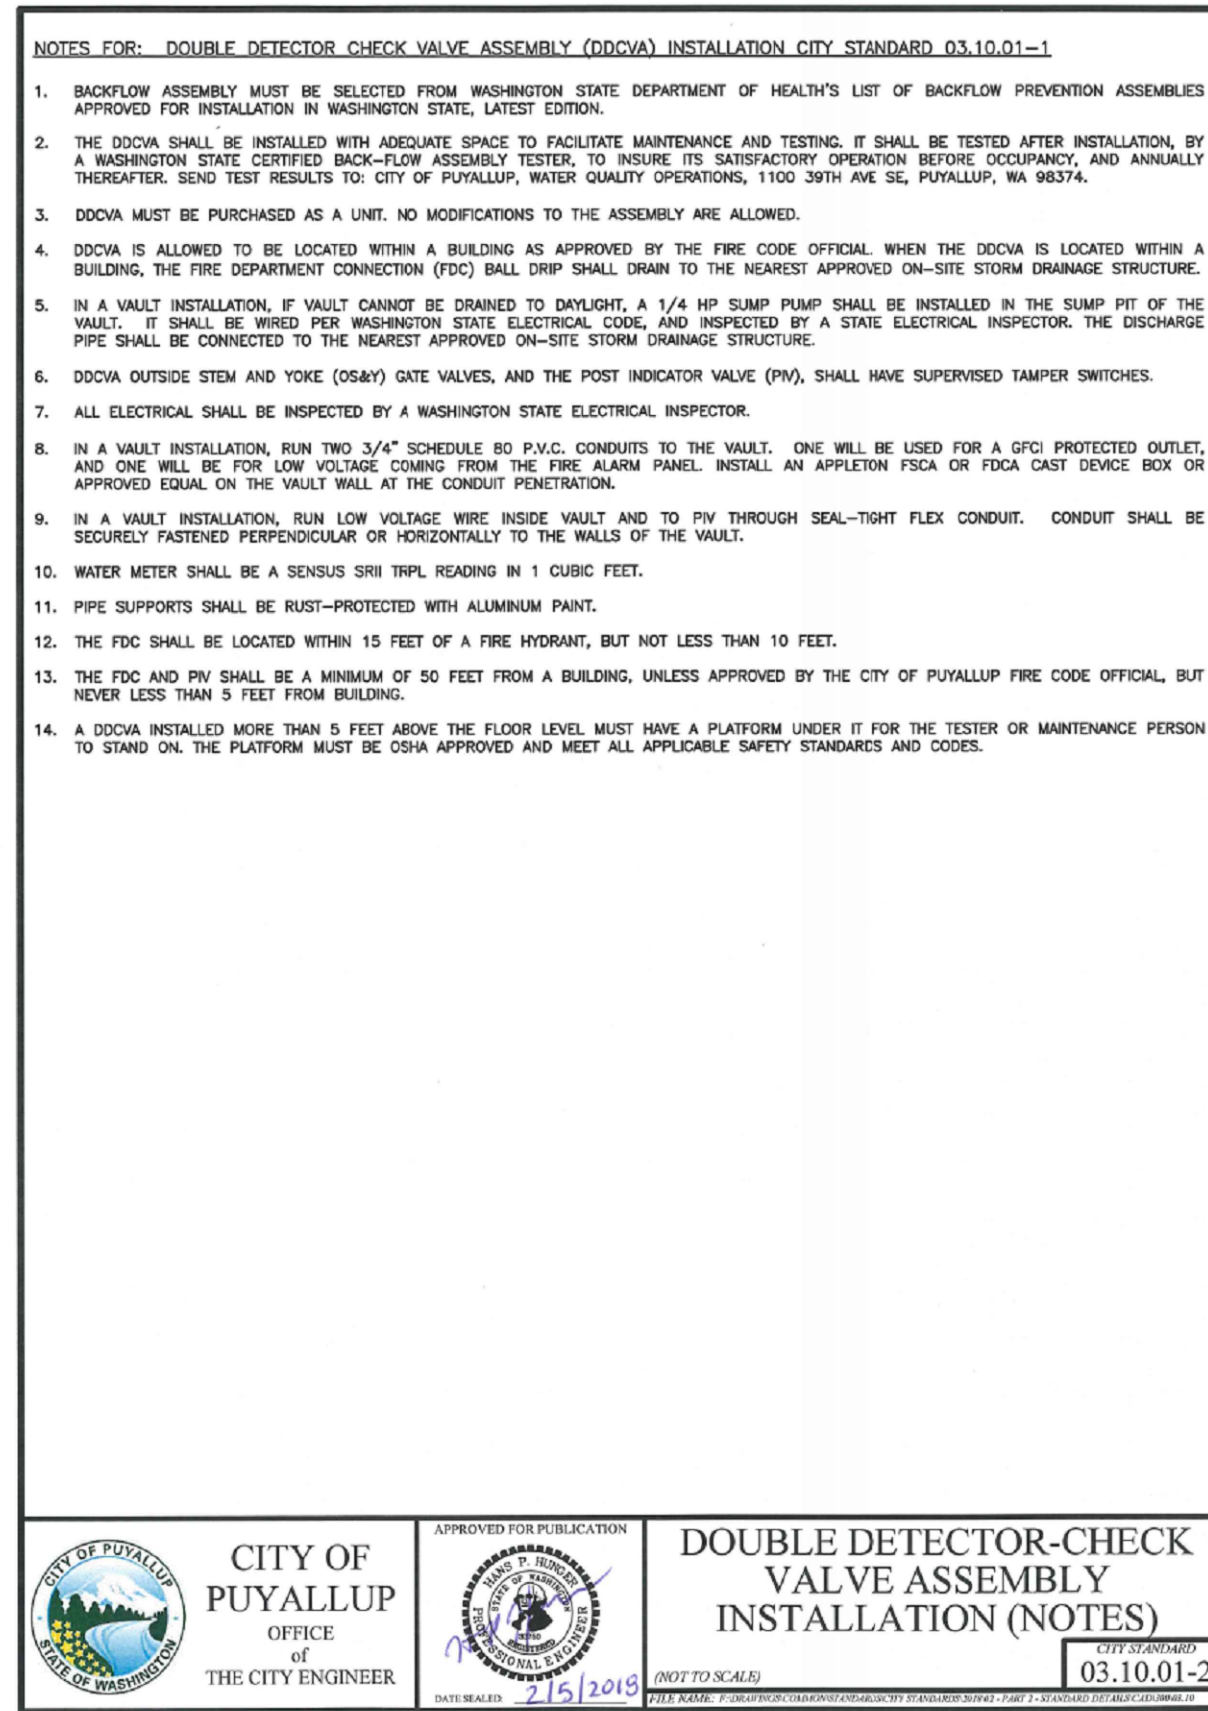 NOTES FOR: DOUBLE DETECTOR CHECK VALVE ASSEMBLY (DDCVA) INSTALLATION CITY STANDARD 03.10.01-1
1. BACKFLOW ASSEMBLY MUST BE SELECTED FROM WASHINGTON STATE DEPARTMENT OF HEALTH'S LIST OF BACKFLOW PREVENTION ASSEMBLIES
APPROVED FOR INSTALLATION IN WASHINGTON STATE, LATEST EDITION.
2. THE DDCVA SHALL BE INSTALLED WITH ADEQUATE SPACE TO FACILITATE MAINTENANCE AND TESTING. IT SHALL BE TESTED AFTER INSTALLATION, BY
A WASHINGTON STATE CERTIFIED BACK-FLOW ASSEMBLY TESTER, TO INSURE ITS SATISFACTORY OPERATION BEFORE OCCUPANCY, AND ANNUALLY
THEREAFTER. SEND TEST RESULTS TO: CITY OF PUYALLUP, WATER QUALITY OPERATIONS, 1100 39TH AVE SE, PUYALLUP, WA 98374.
3. DDCVA MUST BE PURCHASED AS A UNIT. NO MODIFICATIONS TO THE ASSEMBLY ARE ALLOWED.
4. DDCVA IS ALLOWED TO BE LOCATED WITHIN A BUILDING AS APPROVED BY THE FIRE CODE OFFICIAL. WHEN THE DDCVA IS LOCATED WITHIN A
BUILDING, THE FIRE DEPARTMENT CONNECTION (FDC) BALL DRIP SHALL DRAIN TO THE NEAREST APPROVED ON-SITE STORM DRAINAGE STRUCTURE.
5. IN A VAULT INSTALLATION, IF VAULT CANNOT BE DRAINED TO DAYLIGHT, A 1/4 HP SUMP PUMP SHALL BE INSTALLED IN THE SUMP PIT OF THE
VAULT. IT SHALL BE WIRED PER WASHINGTON STATE ELECTRICAL CODE, AND INSPECTED BY A STATE ELECTRICAL INSPECTOR. THE DISCHARGE
PIPE SHALL BE CONNECTED TO THE NEAREST APPROVED ON-SITE STORM DRAINAGE STRUCTURE.
6. DDCVA OUTSIDE STEM AND YOKE (OS&Y) GATE VALVES, AND THE POST INDICATOR VALVE (PIV), SHALL HAVE SUPERVISED TAMPER SWITCHES.
7. ALL ELECTRICAL SHALL BE INSPECTED BY A WASHINGTON STATE ELECTRICAL INSPECTOR.
8. IN A VAULT INSTALLATION, RUN TWO 3/4" SCHEDULE 80 P.V.C. CONDUITS TO THE VAULT. ONE WILL BE USED FOR A GFCI PROTECTED OUTLET,
AND ONE WILL BE FOR LOW VOLTAGE COMING FROM THE FIRE ALARM PANEL. INSTALL AN APPLETON FSCA OR FDCA CAST DEVICE BOX OR
APPROVED EQUAL ON THE VAULT WALL AT THE CONDUIT PENETRATION.
9. IN A VAULT INSTALLATION, RUN LOW VOLTAGE WIRE INSIDE VAULT AND TO PIV THROUGH SEAL-TIGHT FLEX CONDUIT. CONDUIT SHALL BE
SECURELY FASTENED PERPENDICULAR OR HORIZONTALLY TO THE WALLS OF THE VAULT.
10. WATER METER SHALL BE A SENSUS SRII TRPL READING IN 1 CUBIC FEET.
11. PIPE SUPPORTS SHALL BE RUST-PROTECTED WITH ALUMINUM PAINT.
12. THE FDC SHALL BE LOCATED WITHIN 15 FEET OF A FIRE HYDRANT, BUT NOT LESS THAN 10 FEET.
13. THE FDC AND PIV SHALL BE A MINIMUM OF 50 FEET FROM A BUILDING, UNLESS APPROVED BY THE CITY OF PUYALLUP FIRE CODE OFFICIAL, BUT
NEVER LESS THAN 5 FEET FROM BUILDING.
14. A DDCVA INSTALLED MORE THAN 5 FEET ABOVE THE FLOOR LEVEL MUST HAVE A PLATFORM UNDER IT FOR THE TESTER OR MAINTENANCE PERSON
TO STAND ON. THE PLATFORM MUST BE OSHA APPROVED AND MEET ALL APPLICABLE SAFETY STANDARDS AND CODES.
CITY OF PUYALLUP
STATE OF WASHINGTON
CITY OF
PUYALLUP
OFFICE
of
THE CITY ENGINEER
APPROVED FOR PUBLICATION
HANS P. HUNGER
STATE OF WASHINGTON
REGISTERED
PROFESSIONAL ENGINEER
DATE SEALED: 2/5/2018
DOUBLE DETECTOR-CHECK
VALVE ASSEMBLY
INSTALLATION (NOTES)
(NOT TO SCALE)
CITY STANDARD
03.10.01-2
FILE NAME: